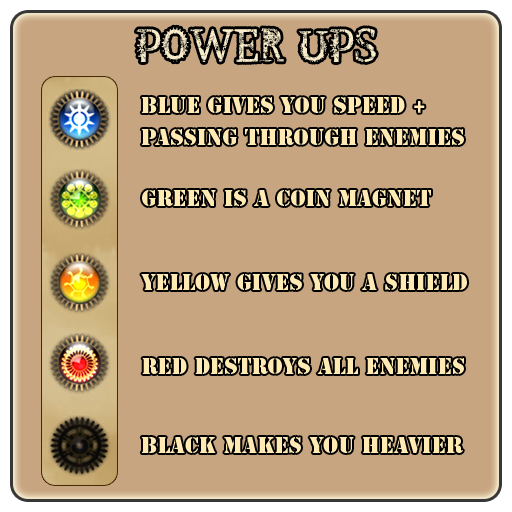 POWER UPS
BLUE GIVES YOU SPEED +
PASSING THROUGH ENEMIES
GREEN IS A COIN MAGNET
YELLOW GIVES YOU A SHIELD
RED DESTROYS ALL ENEMIES
BLACK MAKES YOU HEAVIER